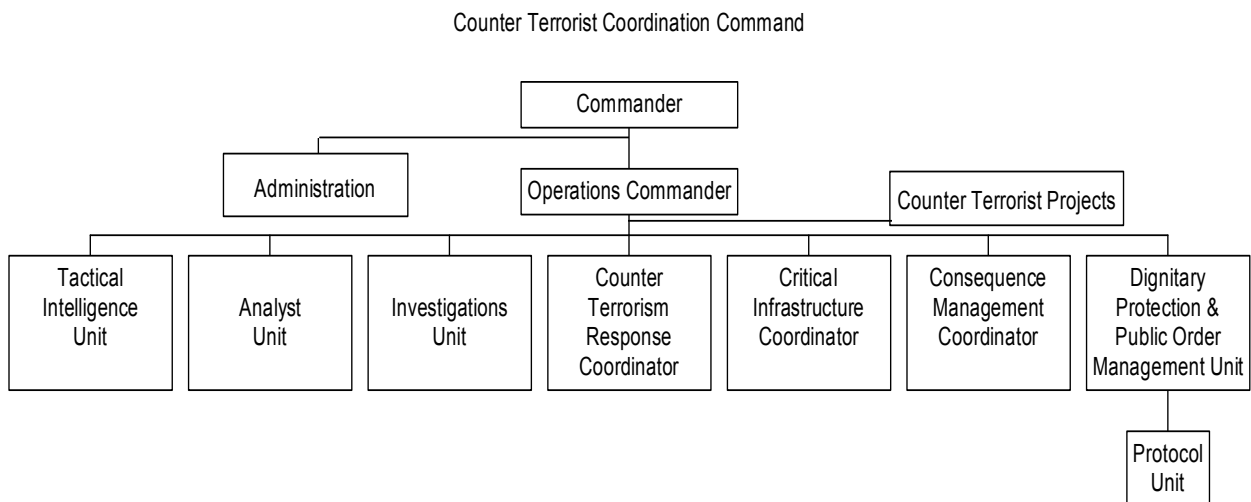 Counter Terrorist Coordination Command
Commander
Administration
Operations Commander
Counter Terrorist Projects
Tactical
Intelligence
Unit
Analyst
Unit
Investigations
Unit
Counter
Terrorism
Response
Coordinator
Critical
Infrastructure
Coordinator
Consequence
Management
Coordinator
Dignitary
Protection &
Public Order
Management Unit
Protocol
Unit